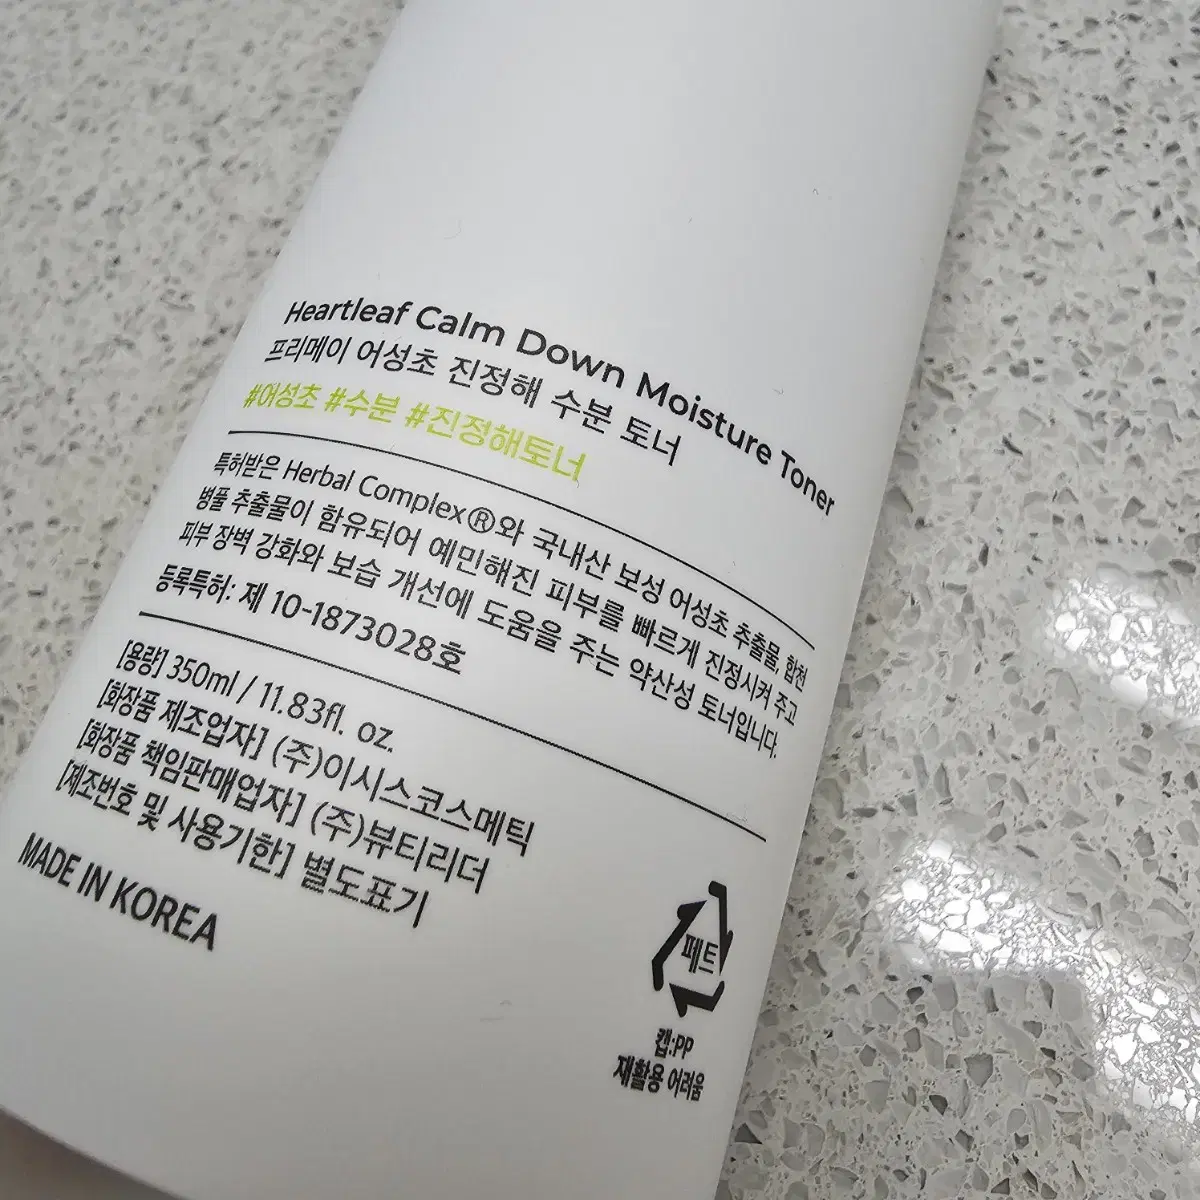 Heartleaf Calm Down Moisture Toner
프리메이 어성초 진정해 수분 토너
#어성초 #수분 #진정해토너
특허받은 Herbal Complex®와 국내산 보성 어성초 추출물, 합천
병풀 추출물이 함유되어 예민해진 피부를 빠르게 진정시켜 주고
피부 장벽 강화와 보습 개선에 도움을 주는 약산성 토너입니다.
등록특허: 제 10-1873028호
[용량] 350ml / 11.83fl. oz.
[화장품 제조업자] (주)이시스코스메틱
[화장품 책임판매업자] (주)뷰티리더
[제조번호 및 사용기한] 별도표기
MADE IN KOREA
페트
캡:PP
재활용 어려움